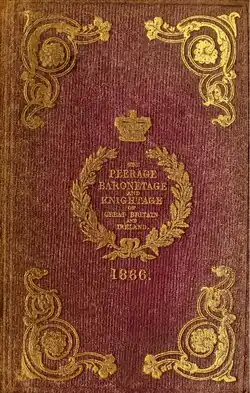 THE
PEERAGE
BARONETAGE
AND
KNIGHTAGE
OF
GREAT BRITAIN
AND
IRELAND.
1866.